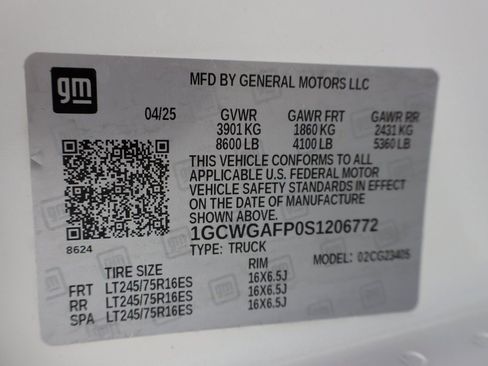 gm
MFD BY GENERAL MOTORS LLC
04/25 GVWR GAWR FRT GAWR RR
3901 KG 1860 KG 2431 KG
8600 LB 4100 LB 5360 LB
THIS VEHICLE CONFORMS TO ALL
APPLICABLE U.S. FEDERAL MOTOR
VEHICLE SAFETY STANDARDS IN EFFECT
ON THE DATE OF MANUFACTURE
SHOWN ABOVE.
1GCWGAFP0S1206772
8624
TYPE: TRUCK MODEL: 02CG23405
TIRE SIZE RIM
FRT LT245/75R16ES 16X6.5J
RR LT245/75R16ES 16X6.5J
SPA LT245/75R16ES 16X6.5J